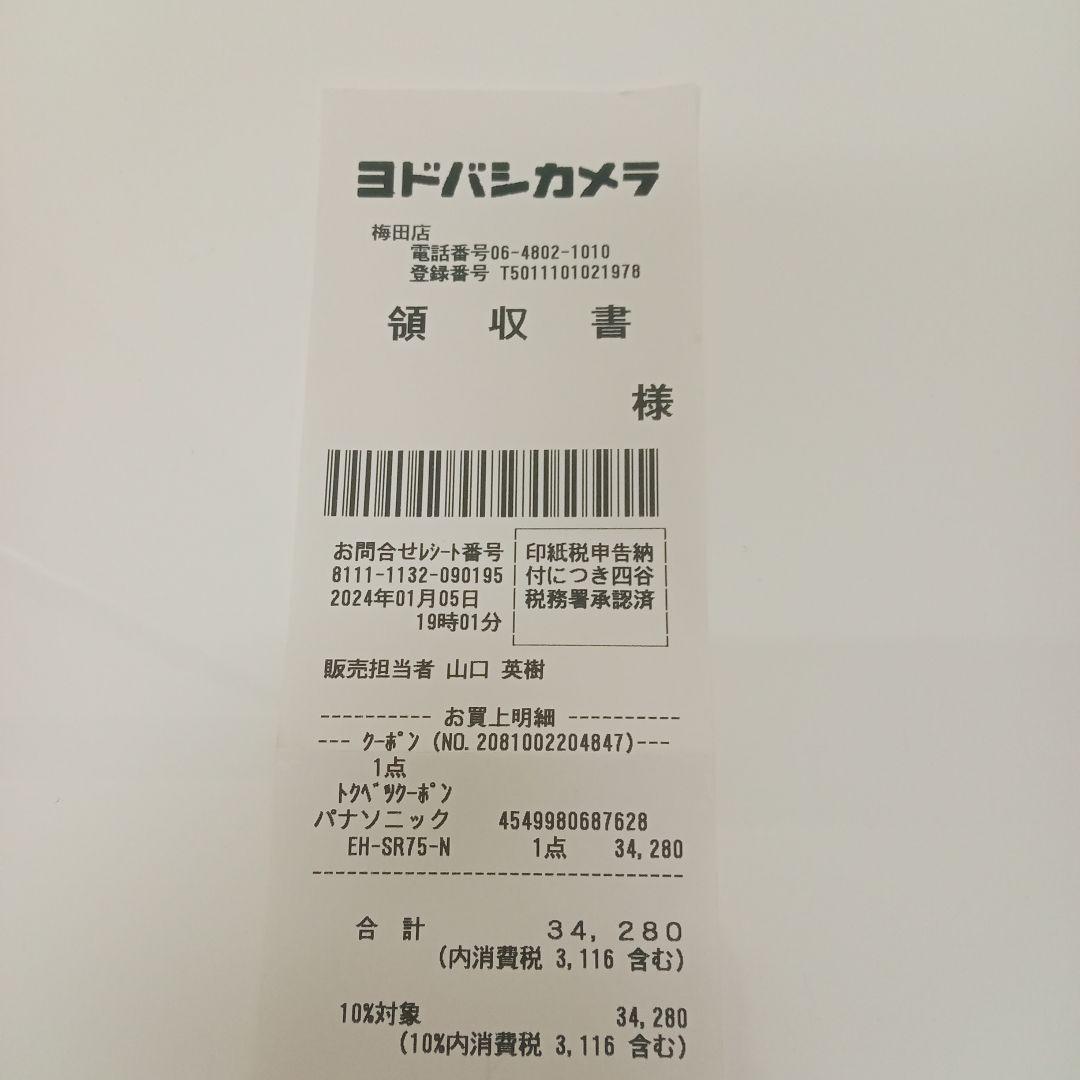 ヨドバシカメラ
梅田店
電話番号06-4802-1010
登録番号 T5011101021978
領 収 書
様
お問合せﾚｼｰﾄ番号
8111-1132-090195
2024年01月05日
19時01分
印紙税申告納
付につき四谷
税務署承認済
販売担当者 山口 英樹
---------- お買上明細 ----------
--- ｸｰﾎﾟﾝ (NO. 2081002204847)---
1点
ﾄｸﾍﾞﾂｸｰﾎﾟﾝ
パナソニック 4549980687628
EH-SR75-N 1点 34,280
--------------------------------
合 計 34, 280
(内消費税 3,116 含む)
10%対象 34,280
(10%内消費税 3,116 含む)